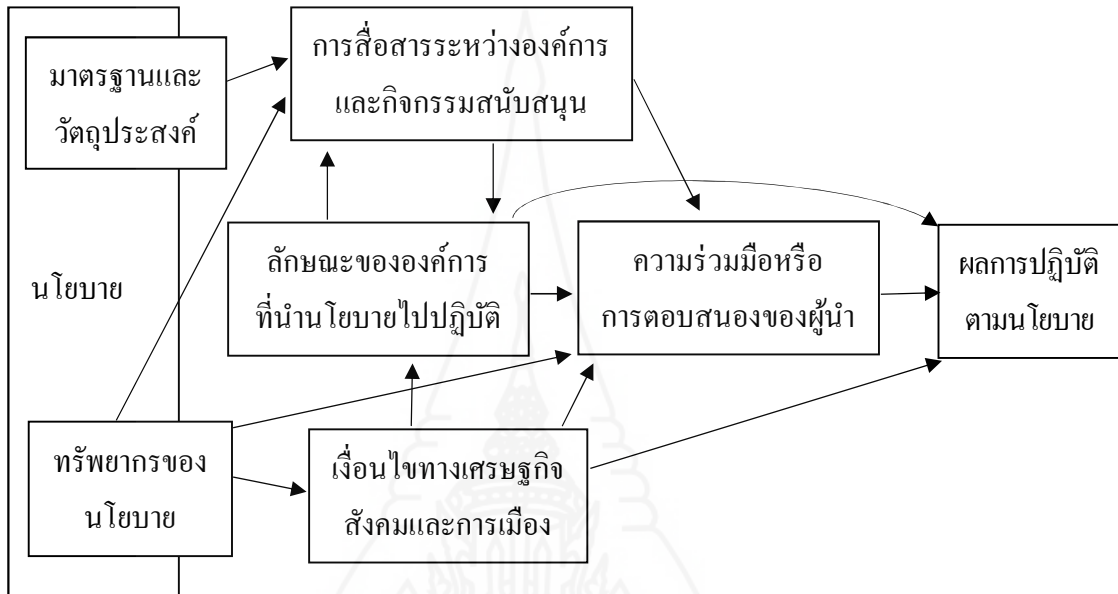 มาตรฐานและ
วัตถุประสงค์
การสื่อสารระหว่างองค์การ
และกิจกรรมสนับสนุน
นโยบาย
ลักษณะขององค์การ
ที่นำนโยบายไปปฏิบัติ
ความร่วมมือหรือ
การตอบสนองของผู้นำ
ผลการปฏิบัติ
ตามนโยบาย
ทรัพยากรของ
นโยบาย
เงื่อนไขทางเศรษฐกิจ
สังคมและการเมือง